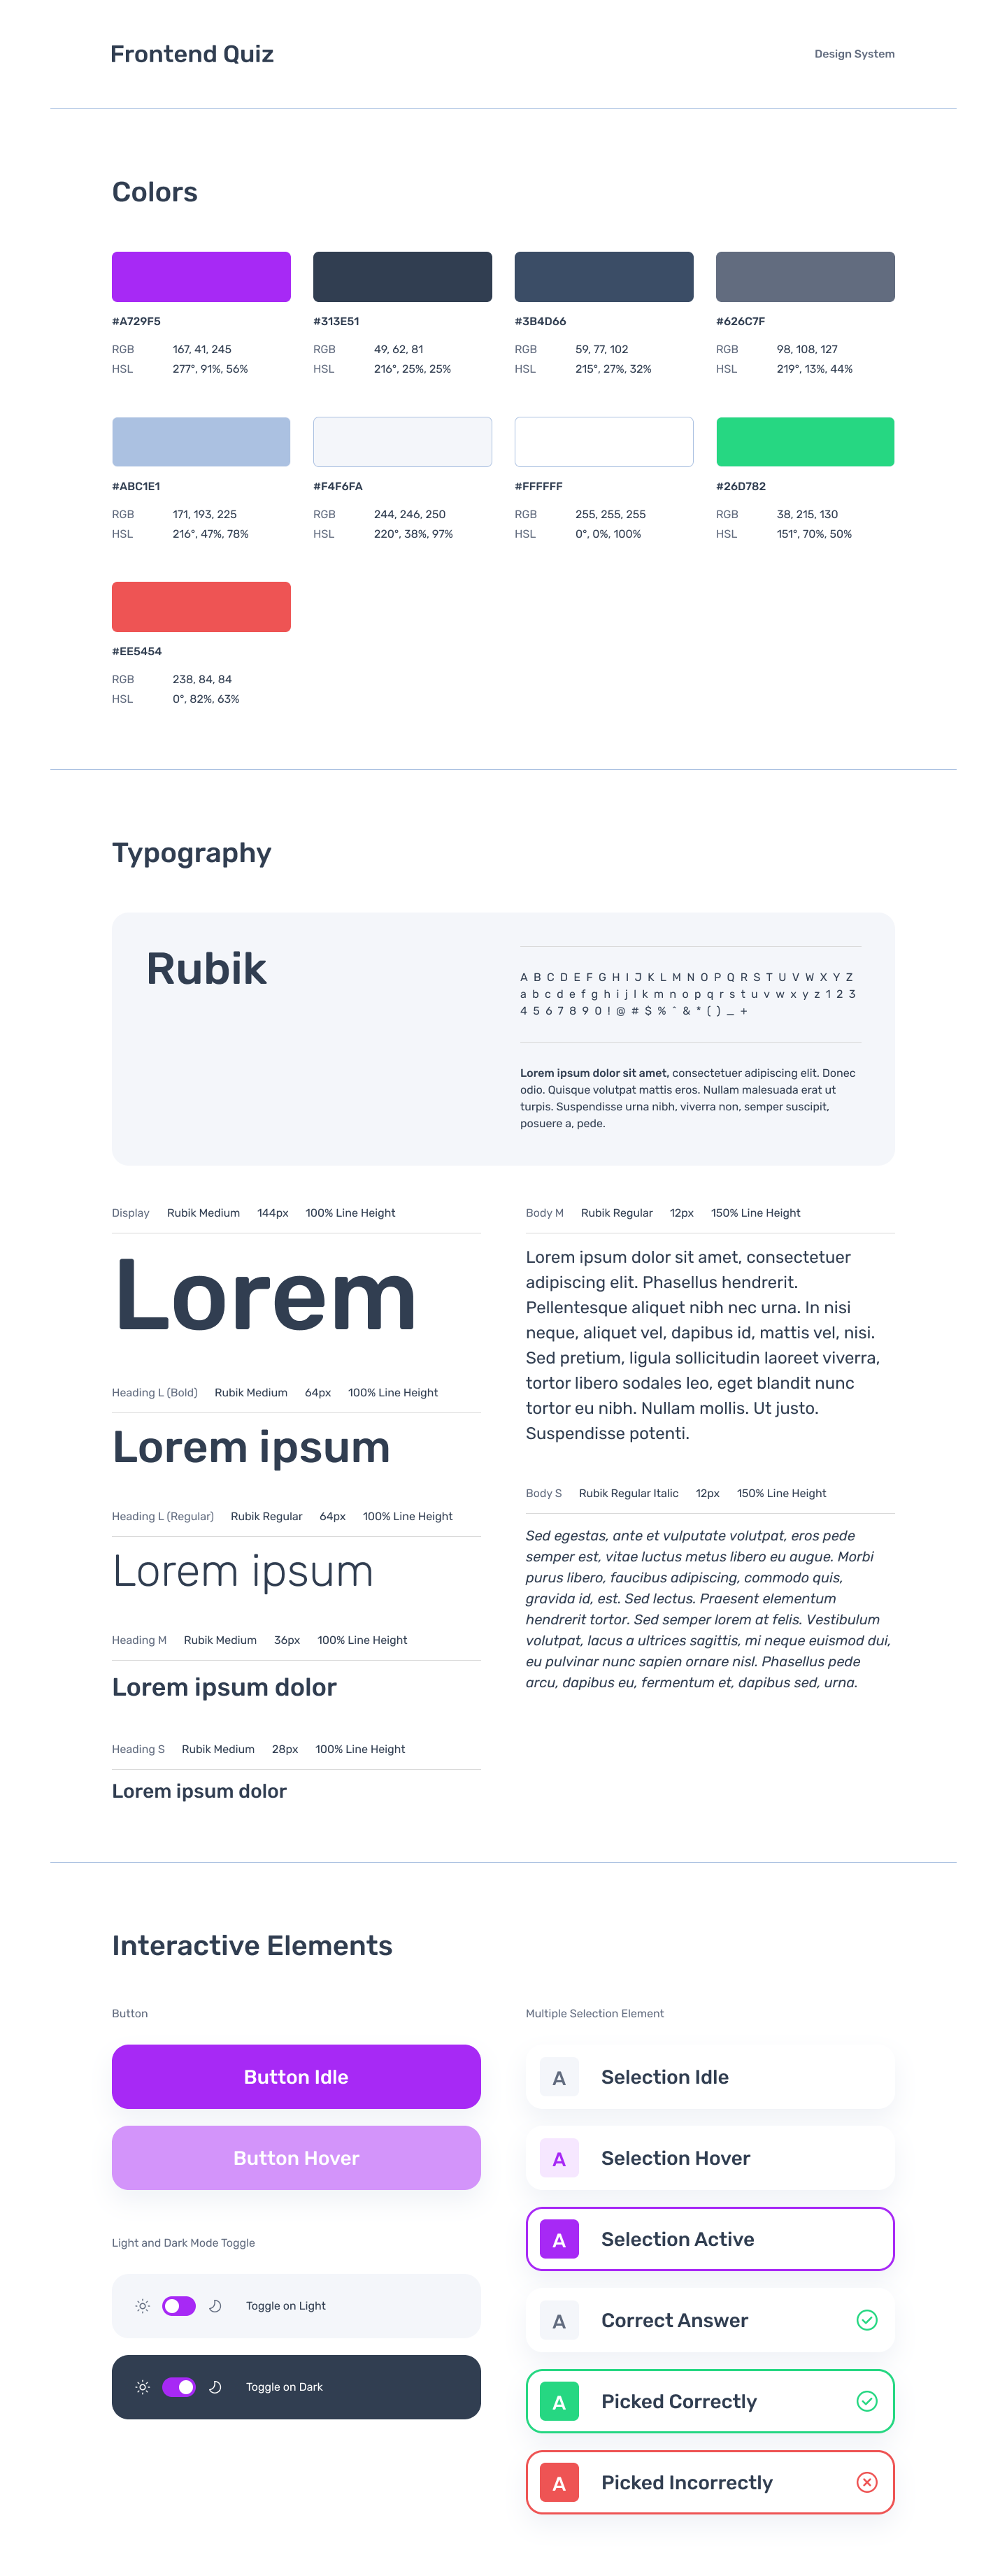 Frontend Quiz
Design System
Colors
#A729F5
RGB 167, 41, 245
HSL 277°, 91%, 56%
#313E51
RGB 49, 62, 81
HSL 216°, 25%, 25%
#3B4D66
RGB 59, 77, 102
HSL 215°, 27%, 32%
#626C7F
RGB 98, 108, 127
HSL 219°, 13%, 44%
#ABC1E1
RGB 171, 193, 225
HSL 216°, 47%, 78%
#F4F6FA
RGB 244, 246, 250
HSL 220°, 38%, 97%
#FFFFFF
RGB 255, 255, 255
HSL 0°, 0%, 100%
#26D782
RGB 38, 215, 130
HSL 151°, 70%, 50%
#EE5454
RGB 238, 84, 84
HSL 0°, 82%, 63%
Typography
Rubik
A B C D E F G H I J K L M N O P Q R S T U V W X Y Z
a b c d e f g h i j l k m n o p q r s t u v w x y z 1 2 3
4 5 6 7 8 9 0 ! @ # $ % ^ & * ( ) _ +
Lorem ipsum dolor sit amet, consectetuer adipiscing elit. Donec
odio. Quisque volutpat mattis eros. Nullam malesuada erat ut
turpis. Suspendisse urna nibh, viverra non, semper suscipit,
posuere a, pede.
Display Rubik Medium 144px 100% Line Height
Lorem
Heading L (Bold) Rubik Medium 64px 100% Line Height
Lorem ipsum
Heading L (Regular) Rubik Regular 64px 100% Line Height
Lorem ipsum
Heading M Rubik Medium 36px 100% Line Height
Lorem ipsum dolor
Heading S Rubik Medium 28px 100% Line Height
Lorem ipsum dolor
Body M Rubik Regular 12px 150% Line Height
Lorem ipsum dolor sit amet, consectetuer
adipiscing elit. Phasellus hendrerit.
Pellentesque aliquet nibh nec urna. In nisi
neque, aliquet vel, dapibus id, mattis vel, nisi.
Sed pretium, ligula sollicitudin laoreet viverra,
tortor libero sodales leo, eget blandit nunc
tortor eu nibh. Nullam mollis. Ut justo.
Suspendisse potenti.
Body S Rubik Regular Italic 12px 150% Line Height
Sed egestas, ante et vulputate volutpat, eros pede
semper est, vitae luctus metus libero eu augue. Morbi
purus libero, faucibus adipiscing, commodo quis,
gravida id, est. Sed lectus. Praesent elementum
hendrerit tortor. Sed semper lorem at felis. Vestibulum
volutpat, lacus a ultrices sagittis, mi neque euismod dui,
eu pulvinar nunc sapien ornare nisl. Phasellus pede
arcu, dapibus eu, fermentum et, dapibus sed, urna.
Interactive Elements
Button
Button Idle
Button Hover
Light and Dark Mode Toggle
Toggle on Light
Toggle on Dark
Multiple Selection Element
A Selection Idle
A Selection Hover
A Selection Active
A Correct Answer
A Picked Correctly
A Picked Incorrectly